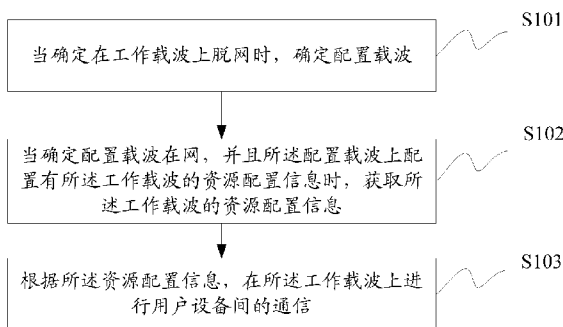 S101
当确定在工作载波上脱网时，确定配置载波
S102
当确定配置载波在网，并且所述配置载波上配
置有所述工作载波的资源配置信息时，获取所
述工作载波的资源配置信息
S103
根据所述资源配置信息，在所述工作载波上进
行用户设备间的通信